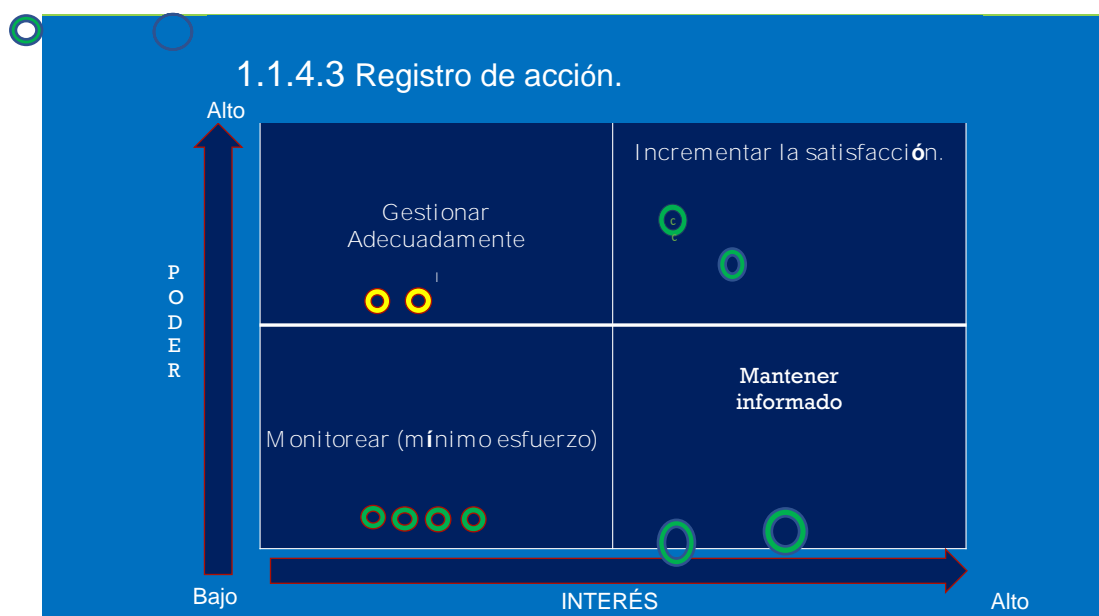 1.1.4.3 Registro de acción.
Alto
Incrementar la satisfacción.
Gestionar
Adecuadamente
c
c
l
P
O
D
E
R
Mantener
informado
Monitorear (mínimo esfuerzo)
Bajo
INTERÉS
Alto